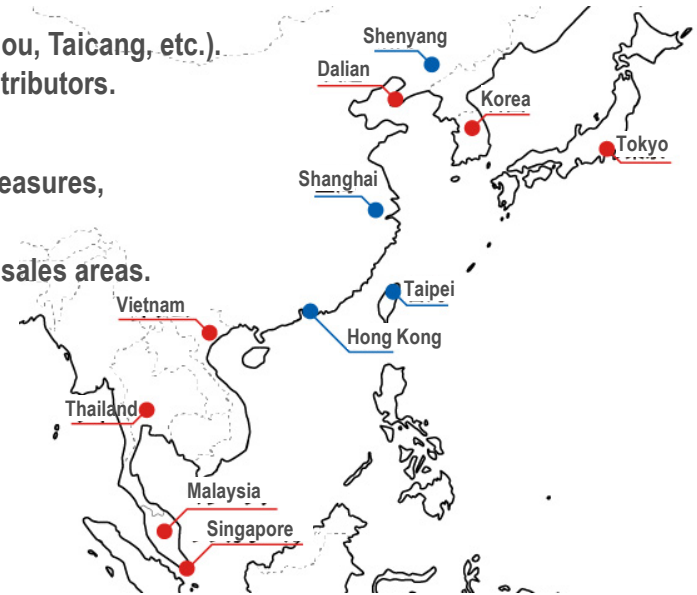 ou, Taicang, etc.).
tributors.
easures,
sales areas.
Shenyang
Dalian
Korea
Tokyo
Shanghai
Taipei
Vietnam
Hong Kong
Thailand
Malaysia
Singapore